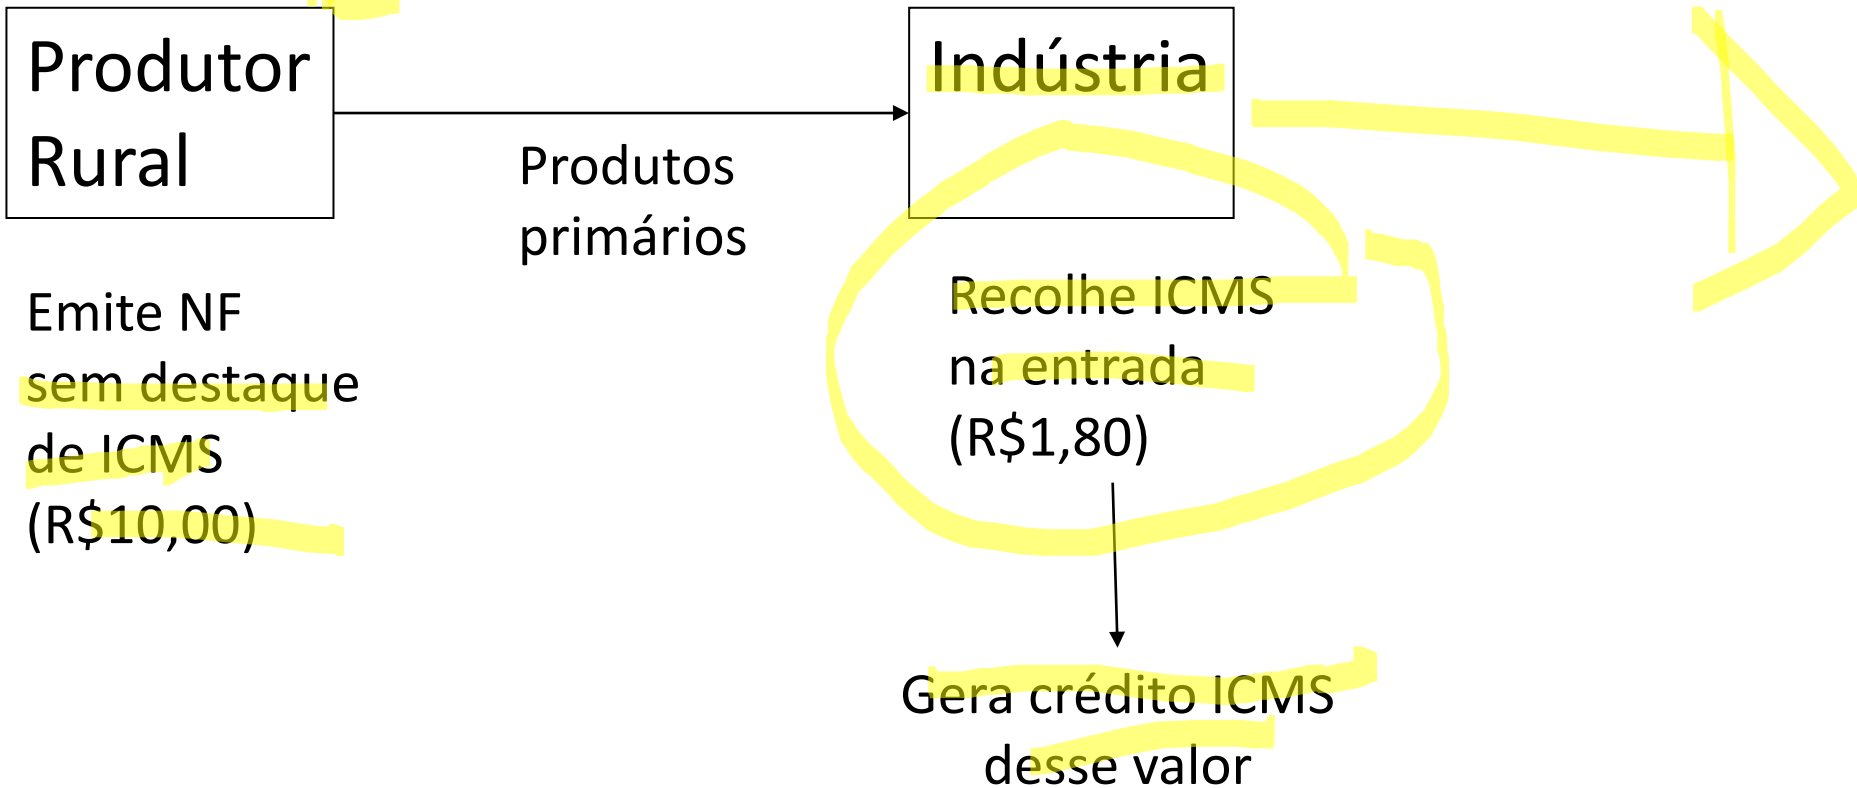 Produtor
Rural
Produtos
primários
Indústria
Emite NF
sem destaque
de ICMS
(R$10,00)
Recolhe ICMS
na entrada
(R$1,80)
Gera crédito ICMS
desse valor